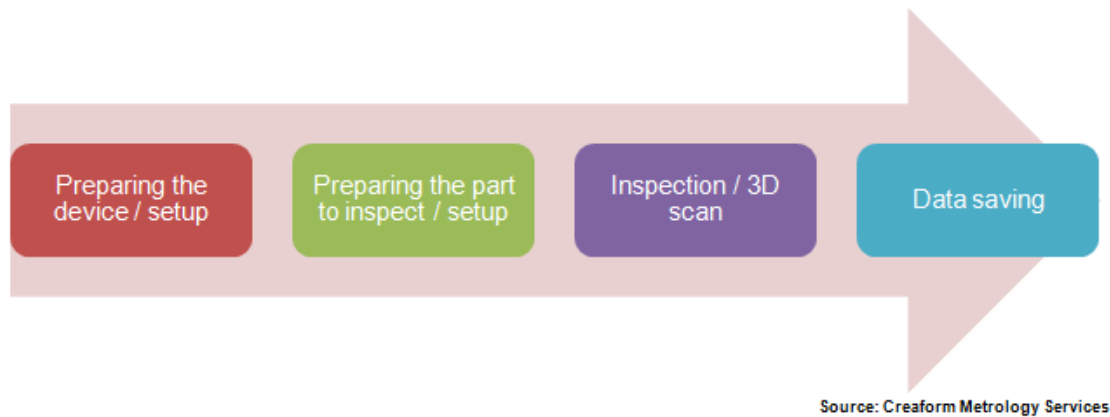 Preparing the
device / setup
Preparing the part
to inspect / setup
Inspection / 3D
scan
Data saving
Source: Creaform Metrology Services